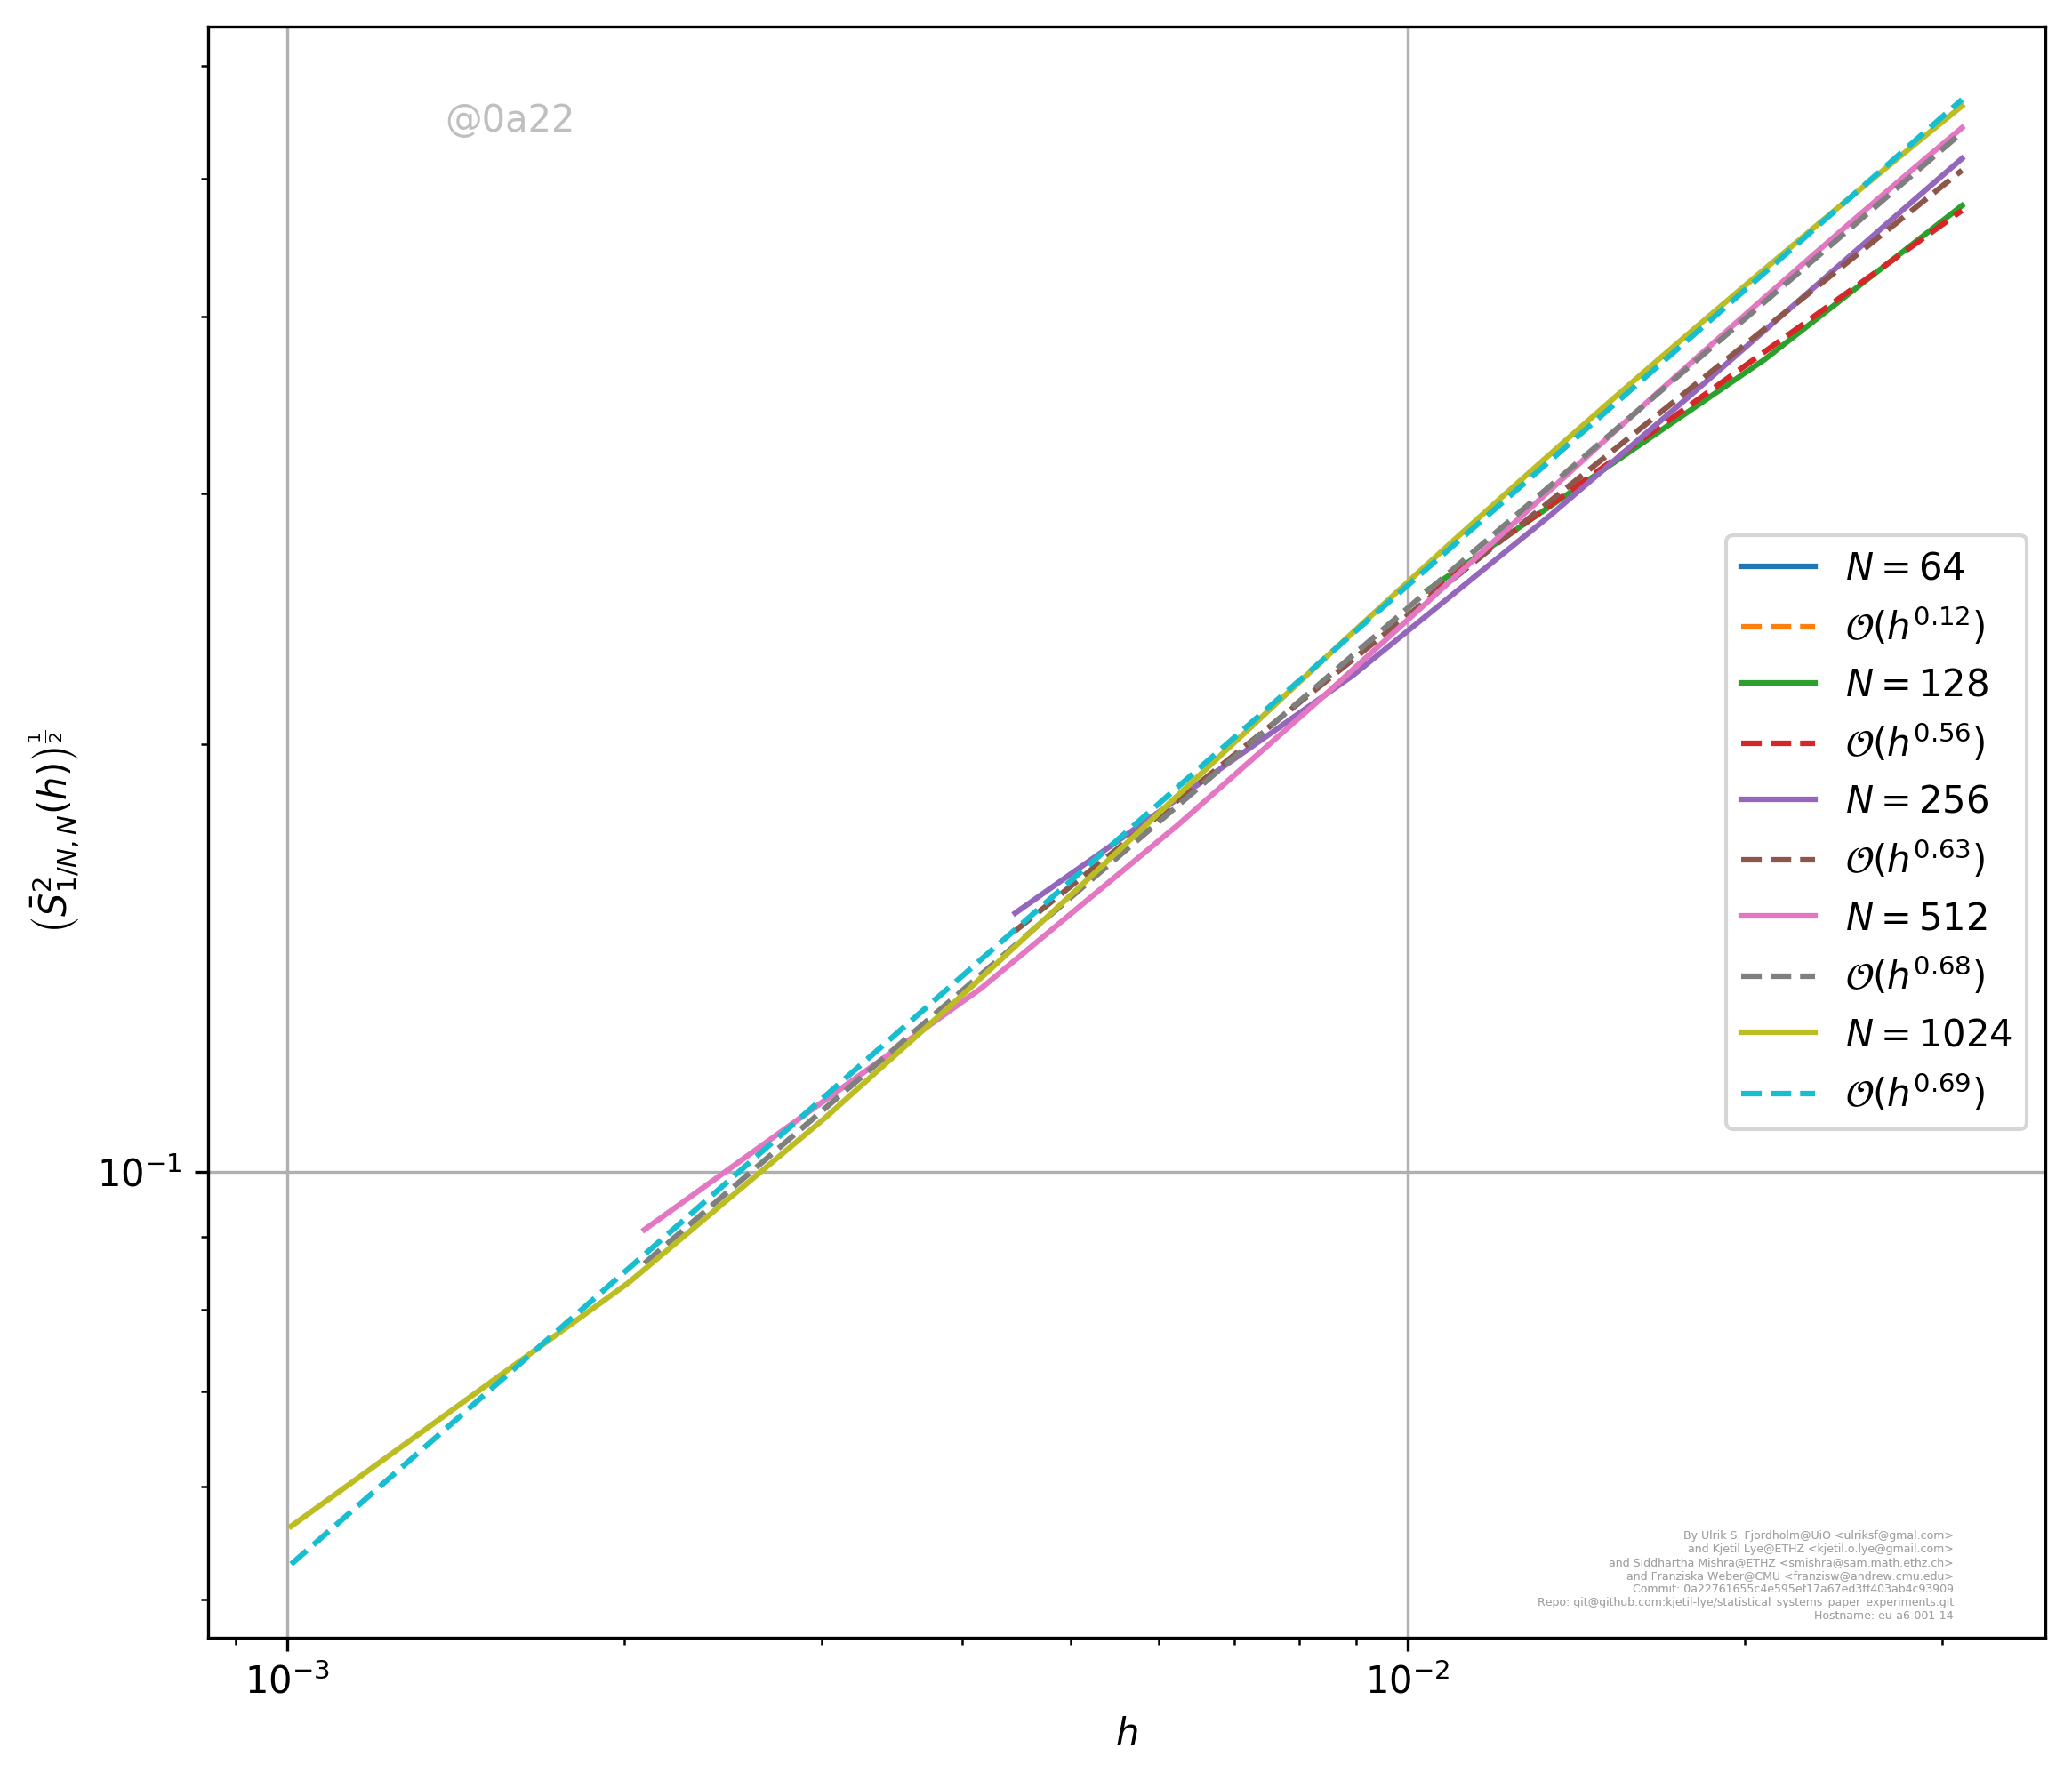 @0a22
(S̄²_{1/N, N}(h))^{1/2}
N = 64
𝒪(h^{0.12})
N = 128
𝒪(h^{0.56})
N = 256
𝒪(h^{0.63})
N = 512
𝒪(h^{0.68})
N = 1024
𝒪(h^{0.69})
10⁻¹
By Ulrik S. Fjordholm@UiO <ulriksf@gmal.com>
and Kjetil Lye@ETHZ <kjetil.o.lye@gmail.com>
and Siddhartha Mishra@ETHZ <smishra@sam.math.ethz.ch>
and Franziska Weber@CMU <franzisw@andrew.cmu.edu>
Commit: 0a22761655c4e595ef17a67ed3ff403ab4c93909
Repo: git@github.com:kjetil-lye/statistical_systems_paper_experiments.git
Hostname: eu-a6-001-14
10⁻³ 10⁻²
h